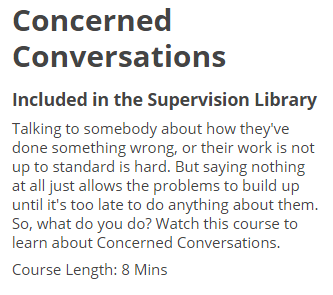 Concerned
Conversations
Included in the Supervision Library
Talking to somebody about how they've
done something wrong, or their work is not
up to standard is hard. But saying nothing
at all just allows the problems to build up
until it's too late to do anything about them.
So, what do you do? Watch this course to
learn about Concerned Conversations.
Course Length: 8 Mins